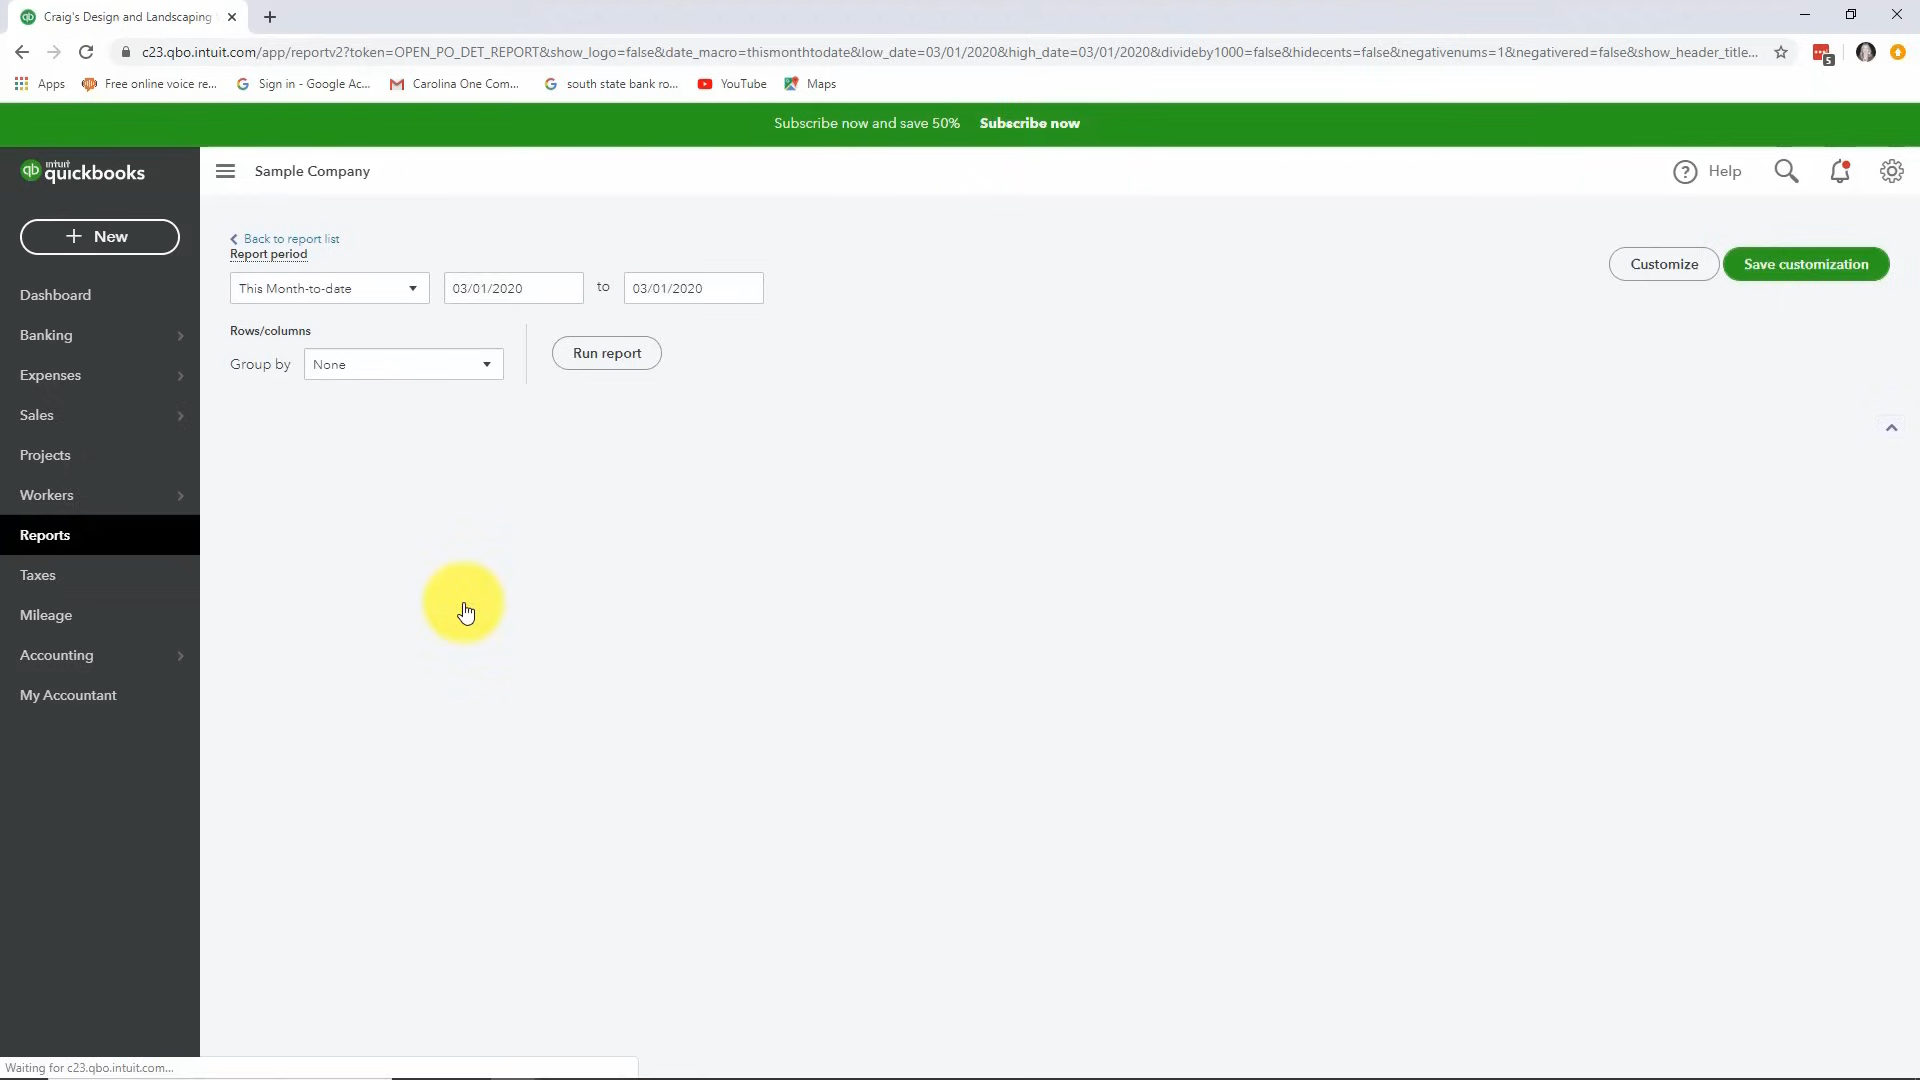 Craig's Design and Landscaping
c23.qbo.intuit.com/app/reportv2?token=OPEN_PO_DET_REPORT&show_logo=false&date_macro=thismonthtodate&low_date=03/01/2020&high_date=03/01/2020&divideby1000=false&hidecents=false&negativenums=1&negativered=false&show_header_title...
5
Apps Free online voice re... Sign in - Google Ac... Carolina One Com... south state bank ro... YouTube Maps
Subscribe now and save 50% Subscribe now
qb intuit quickbooks
Sample Company
Help
+ New
Dashboard
Banking
Expenses
Sales
Projects
Workers
Reports
Taxes
Mileage
Accounting
My Accountant
Back to report list
Report period
This Month-to-date 03/01/2020 to 03/01/2020
Customize Save customization
Rows/columns
Group by None
Run report
Waiting for c23.qbo.intuit.com...